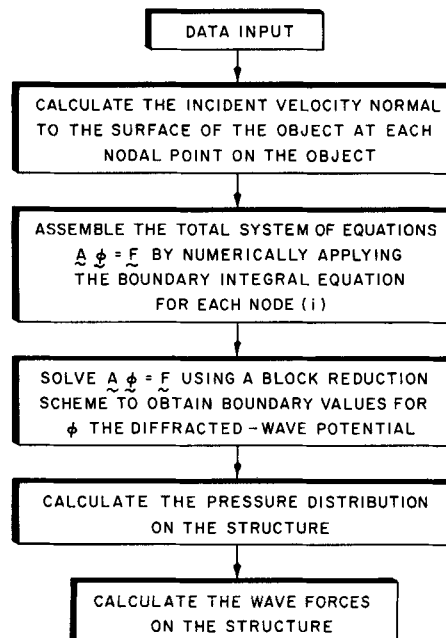 DATA INPUT
CALCULATE THE INCIDENT VELOCITY NORMAL
TO THE SURFACE OF THE OBJECT AT EACH
NODAL POINT ON THE OBJECT
ASSEMBLE THE TOTAL SYSTEM OF EQUATIONS
A̰ ϕ̰ = F̰ BY NUMERICALLY APPLYING
THE BOUNDARY INTEGRAL EQUATION
FOR EACH NODE (i)
SOLVE A̰ ϕ̰ = F̰ USING A BLOCK REDUCTION
SCHEME TO OBTAIN BOUNDARY VALUES FOR
ϕ THE DIFFRACTED-WAVE POTENTIAL
CALCULATE THE PRESSURE DISTRIBUTION
ON THE STRUCTURE
CALCULATE THE WAVE FORCES
ON THE STRUCTURE